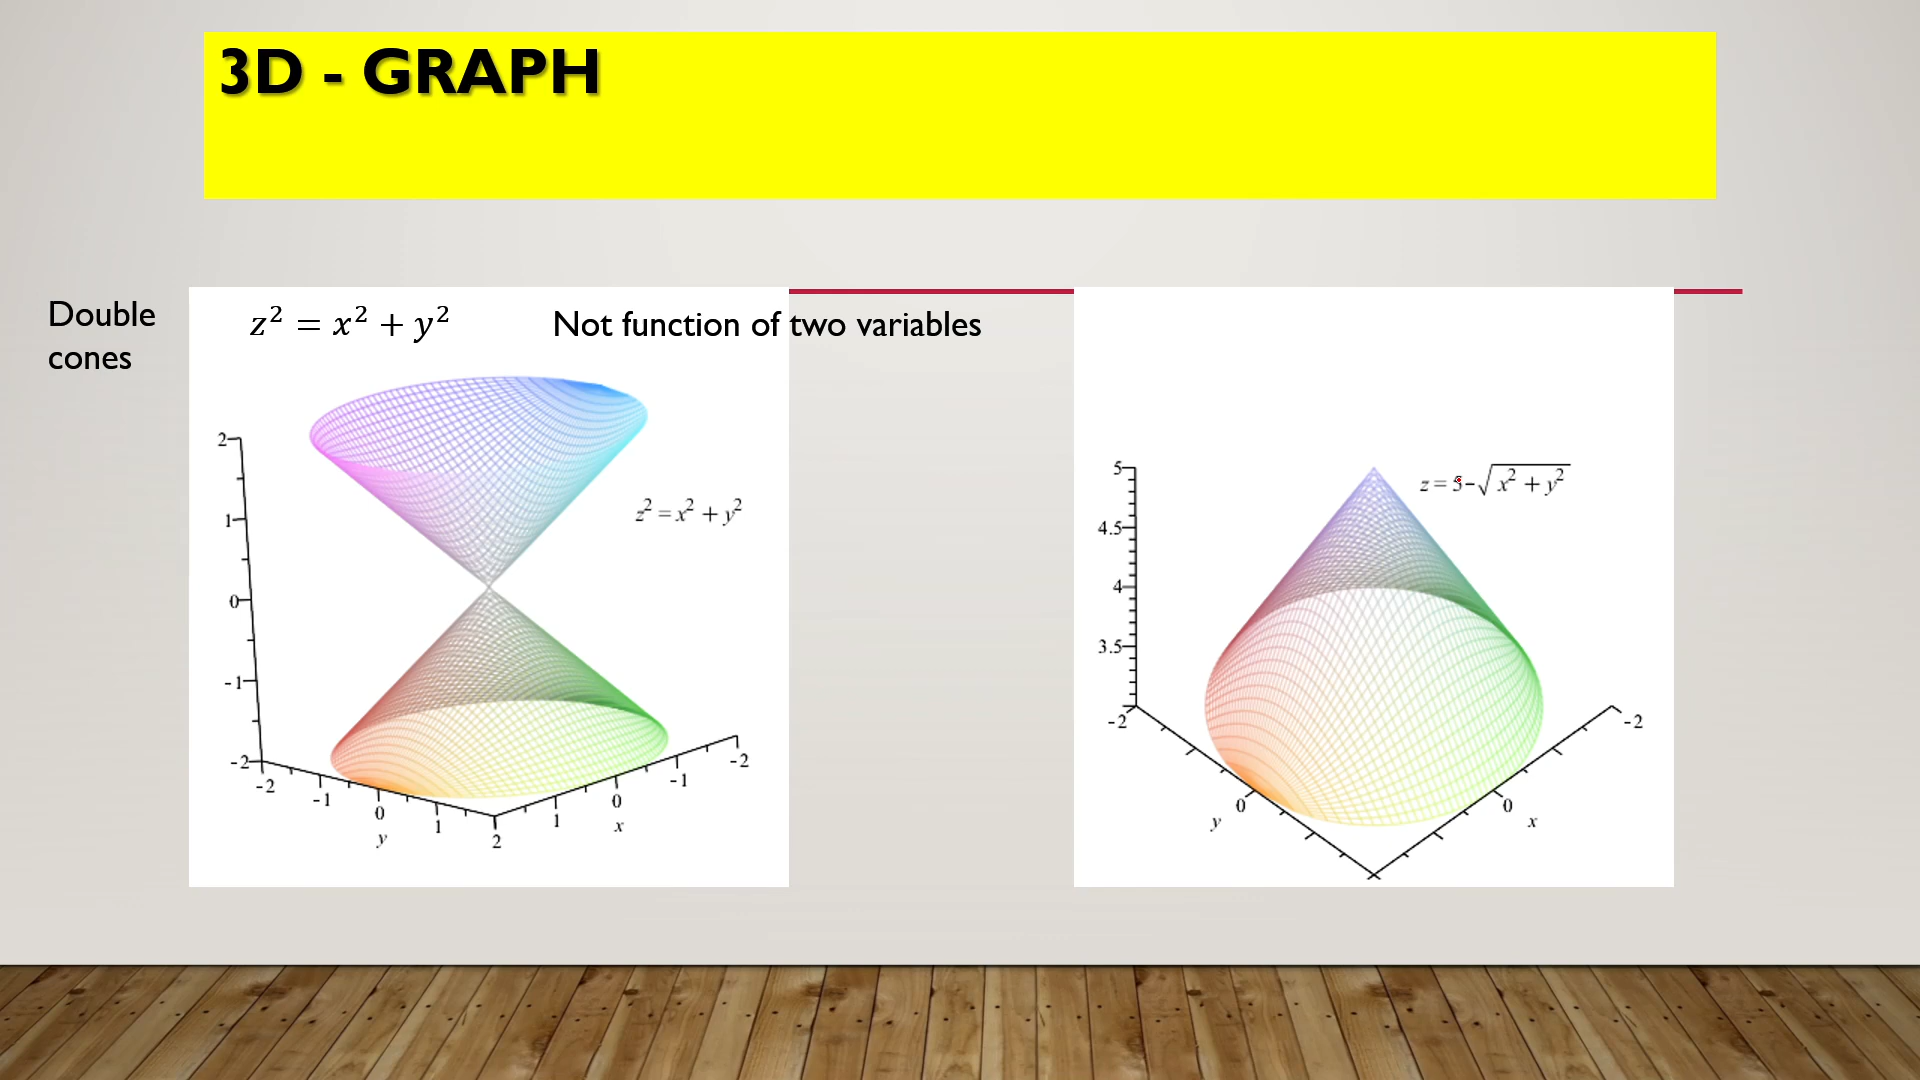 3D - GRAPH
Double
cones
z² = x² + y²
Not function of two variables
2
1
0
-1
-2
z² = x² + y²
-2
-1
0
1
2
y
1
0
-1
-2
x
5
4.5
4
3.5
z = 5-√(x² + y²)
-2
0
y
0
x
-2